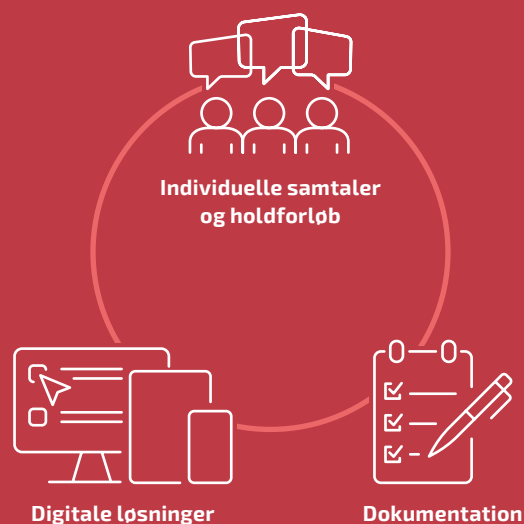 Individuelle samtaler
og holdforløb
Digitale løsninger
Dokumentation